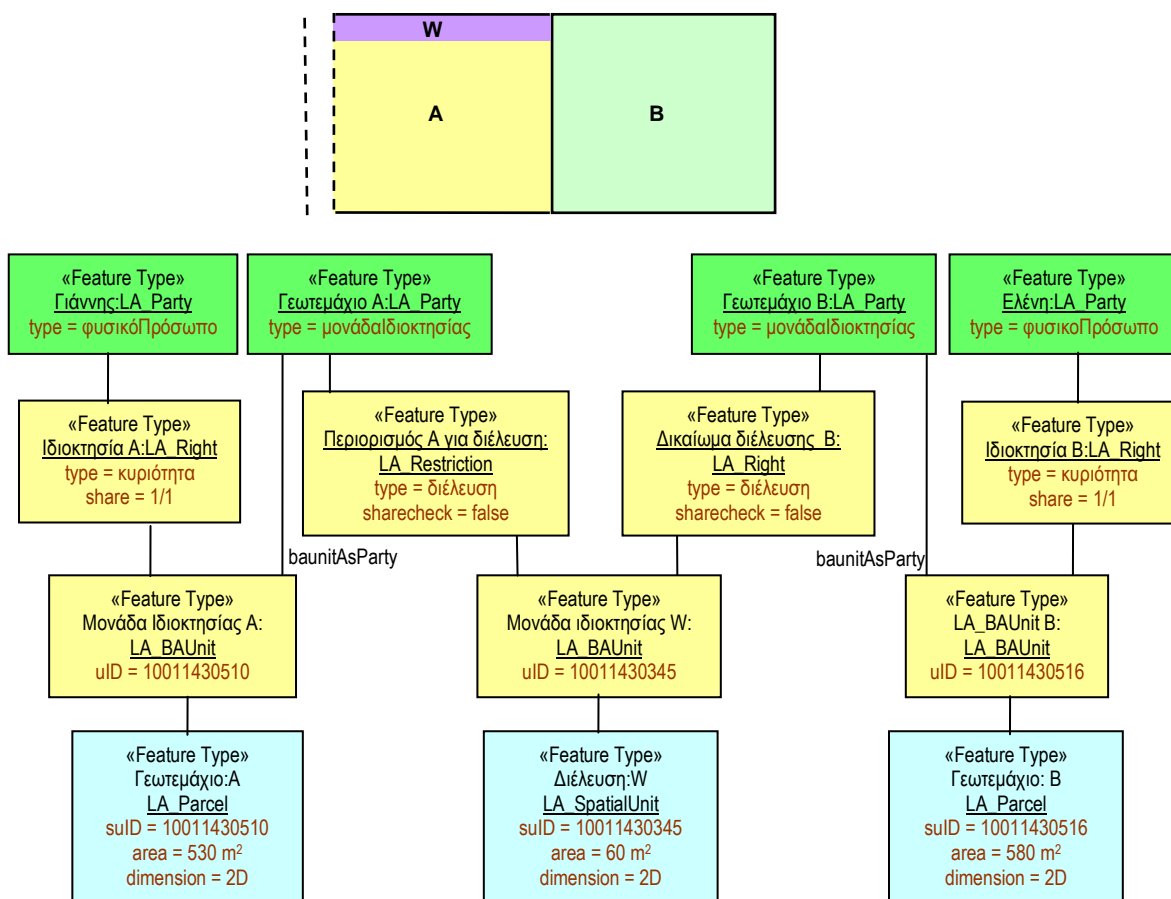 W
A
B
«Feature Type»
Γιάννης:LA_Party
type = φυσικόΠρόσωπο
«Feature Type»
Γεωτεμάχιο Α:LA_Party
type = μονάδαΙδιοκτησίας
«Feature Type»
Γεωτεμάχιο Β:LA_Party
type = μονάδαΙδιοκτησίας
«Feature Type»
Ελένη:LA_Party
type = φυσικοΠρόσωπο
«Feature Type»
Ιδιοκτησία Α:LA_Right
type = κυριότητα
share = 1/1
«Feature Type»
Περιορισμός Α για διέλευση:
LA_Restriction
type = διέλευση
sharecheck = false
«Feature Type»
Δικαίωμα διέλευσης Β:
LA_Right
type = διέλευση
sharecheck = false
«Feature Type»
Ιδιοκτησία Β:LA_Right
type = κυριότητα
share = 1/1
baunitAsParty
baunitAsParty
«Feature Type»
Μονάδα Ιδιοκτησίας Α:
LA_BAUnit
uID = 10011430510
«Feature Type»
Μονάδα ιδιοκτησίας W:
LA_BAUnit
uID = 10011430345
«Feature Type»
LA_BAUnit B:
LA_BAUnit
uID = 10011430516
«Feature Type»
Γεωτεμάχιο:Α
LA_Parcel
suID = 10011430510
area = 530 m²
dimension = 2D
«Feature Type»
Διέλευση:W
LA_SpatialUnit
suID = 10011430345
area = 60 m²
dimension = 2D
«Feature Type»
Γεωτεμάχιο: Β
LA_Parcel
suID = 10011430516
area = 580 m²
dimension = 2D